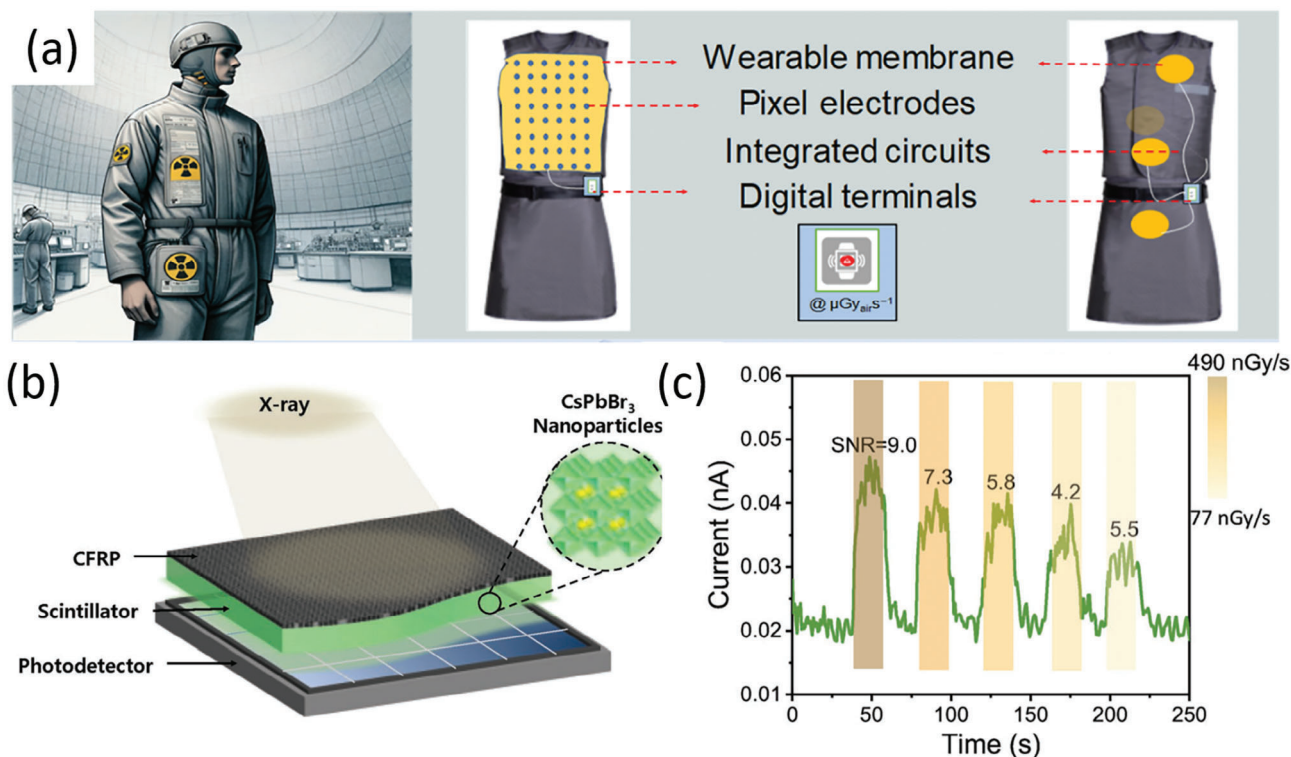 (a)
Wearable membrane
Pixel electrodes
Integrated circuits
Digital terminals
@ μGyₐᵢᵣs⁻¹
(b)
X-ray
CsPbBr₃
Nanoparticles
CFRP
Scintillator
Photodetector
(c)
490 nGy/s
77 nGy/s
0.06
0.05
0.04
0.03
0.02
0.01
Current (nA)
SNR=9.0
7.3
5.8
4.2
5.5
0
50
100
150
200
250
Time (s)